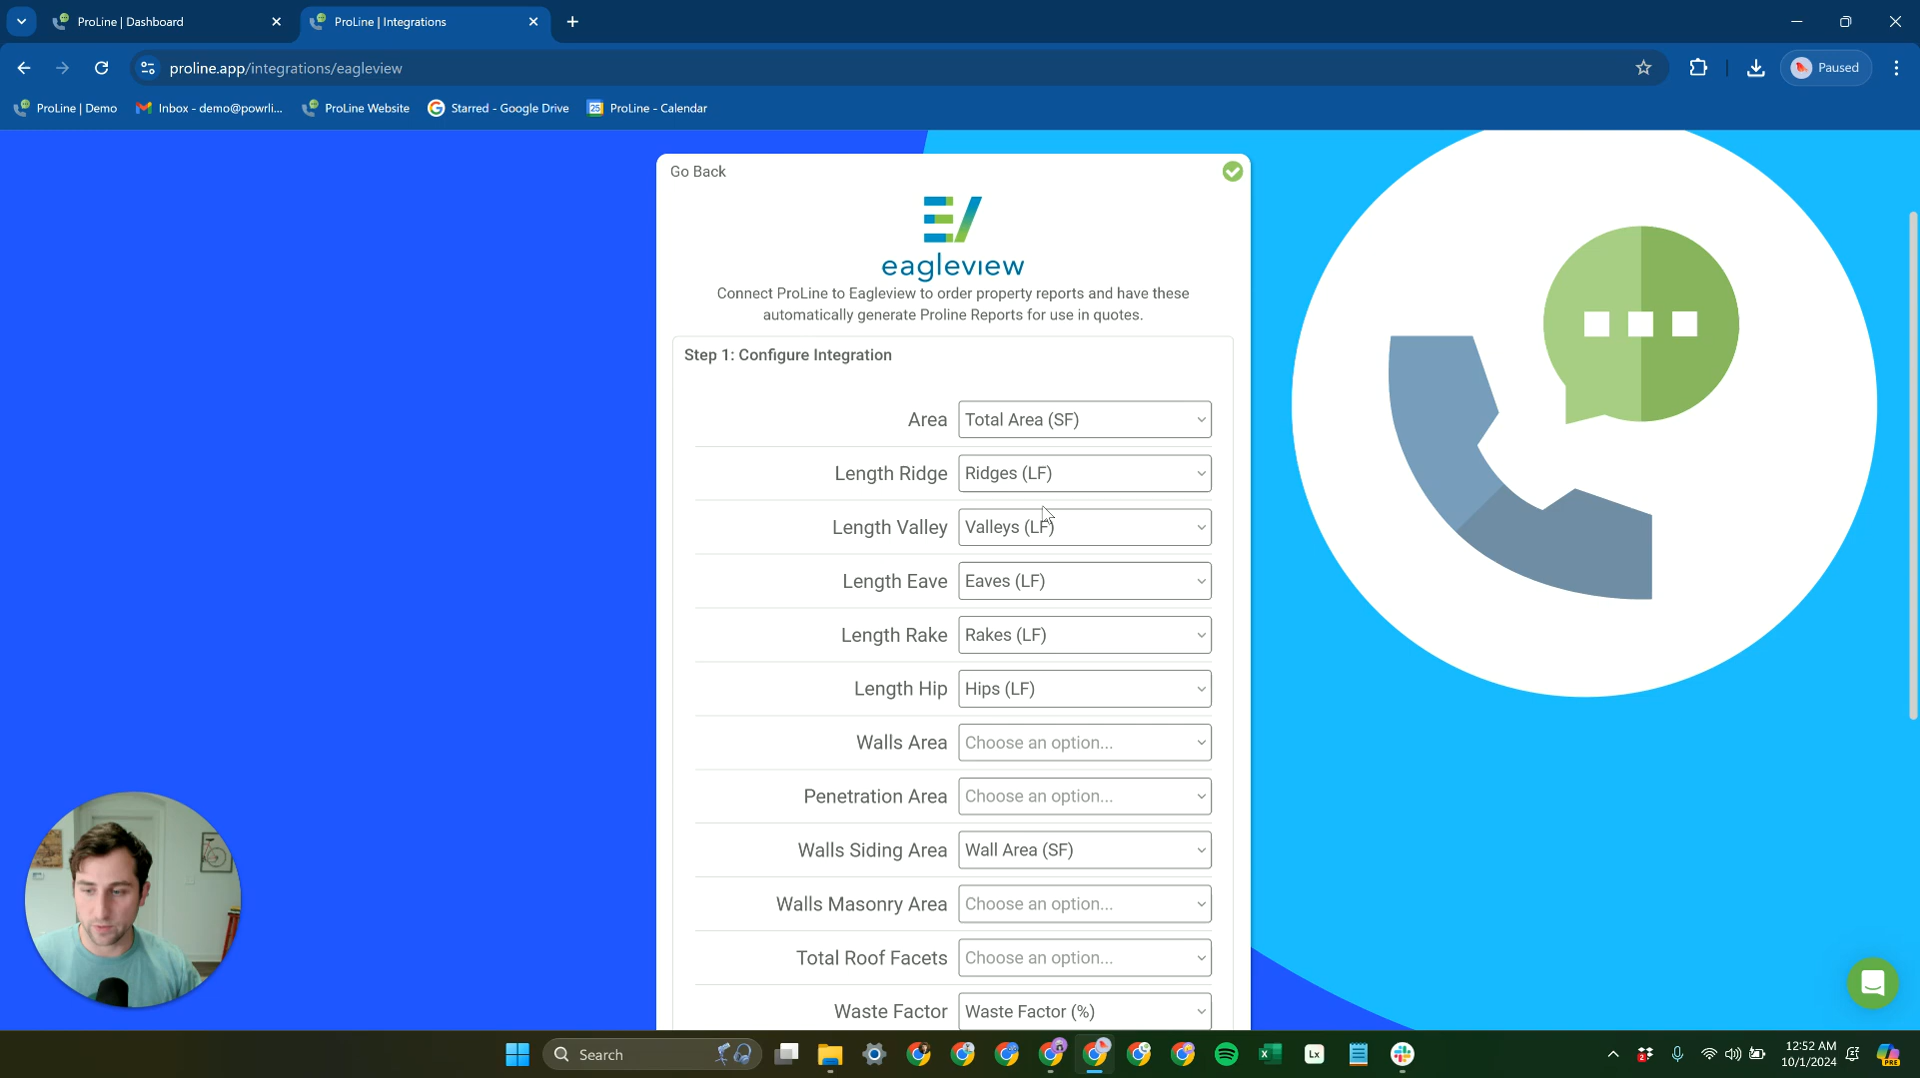 ProLine | Dashboard
ProLine | Integrations
proline.app/integrations/eagleview
Paused
ProLine | Demo
Inbox - demo@powrli...
ProLine Website
Starred - Google Drive
25
ProLine - Calendar
Go Back
eagleview
Connect ProLine to Eagleview to order property reports and have these
automatically generate Proline Reports for use in quotes.
Step 1: Configure Integration
Area Total Area (SF)
Length Ridge Ridges (LF)
Length Valley Valleys (LF)
Length Eave Eaves (LF)
Length Rake Rakes (LF)
Length Hip Hips (LF)
Walls Area Choose an option...
Penetration Area Choose an option...
Walls Siding Area Wall Area (SF)
Walls Masonry Area Choose an option...
Total Roof Facets Choose an option...
Waste Factor Waste Factor (%)
Search
Lx
2
12:52 AM
10/1/2024
PRE